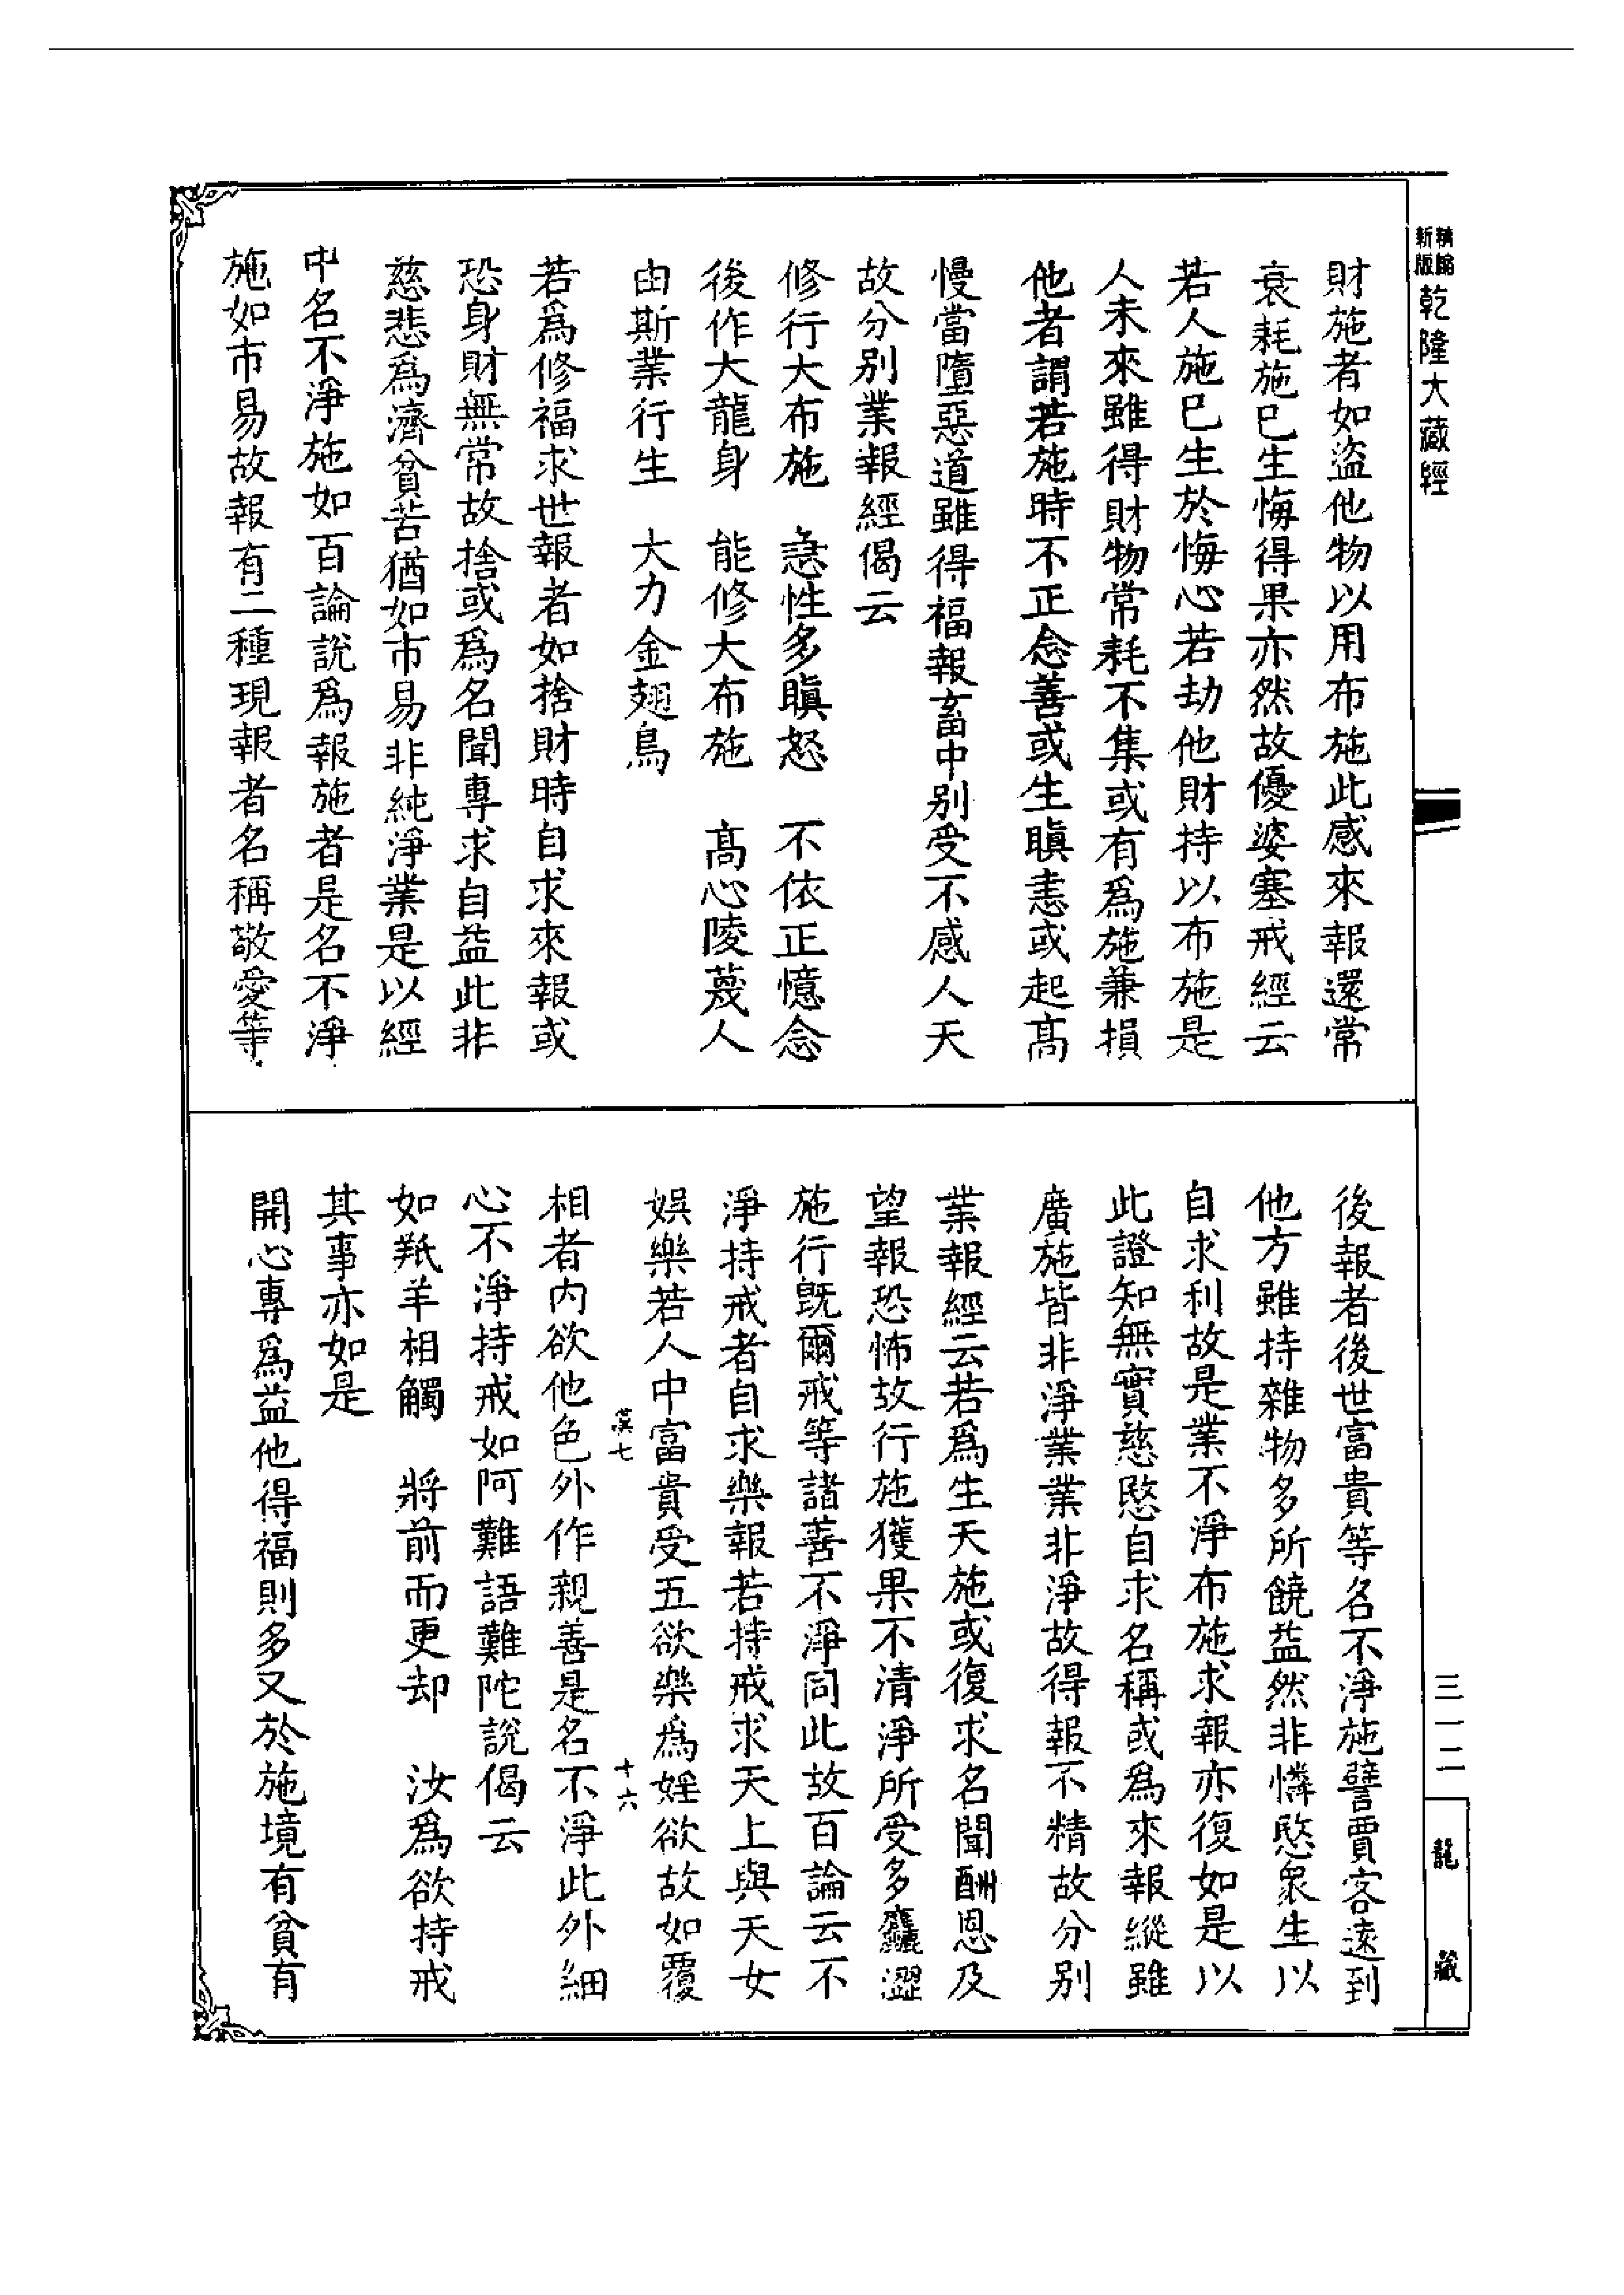 精縮
新版
乾隆大藏經
財施者如盜他物以用布施此感來報還常
衰耗施巳生悔得果亦然故優婆塞戒經云
若人施巳生於悔心若劫他財持以布施是
人未來雖得財物常耗不集或有爲施兼損
他者謂若施時不正念善或生瞋恚或起髙
慢當墮惡道雖得福報畜中別受不感人天
故分別業報經偈云
修行大布施　急性多瞋怒　不依正憶念
後作大龍身　能修大布施　髙心陵蔑人
由斯業行生　大力金翅鳥
若爲修福求世報者如捨財時自求來報或
恐身財無常故捨或爲名聞專求自益此非
慈悲爲濟貧苦猶如市易非純淨業是以經
中名不淨施如百論說爲報施者是名不淨
施如市易故報有二種現報者名稱敬愛等
後報者後世富貴等名不淨施譬賈客遠到
他方雖持雜物多所饒益然非憐愍衆生以
自求利故是業不淨布施求報亦復如是以
此證知無實慈愍自求名稱或爲來報縱雖
廣施皆非淨業業非淨故得報不精故分別
業報經云若爲生天施或復求名聞酬恩及
望報恐怖故行施獲果不清淨所受多麤澀
施行既爾戒等諸善不淨同此故百論云不
淨持戒者自求樂報若持戒求天上與天女
娛樂若人中富貴受五欲樂爲婬欲故如覆
漠七
十六
相者内欲他色外作親善是名不淨此外細
心不淨持戒如阿難語難陀說偈云
如羝羊相觸　將前而更却　汝爲欲持戒
其事亦如是
開心專爲益他得福則多又於施境有貧有
三一二
龍藏